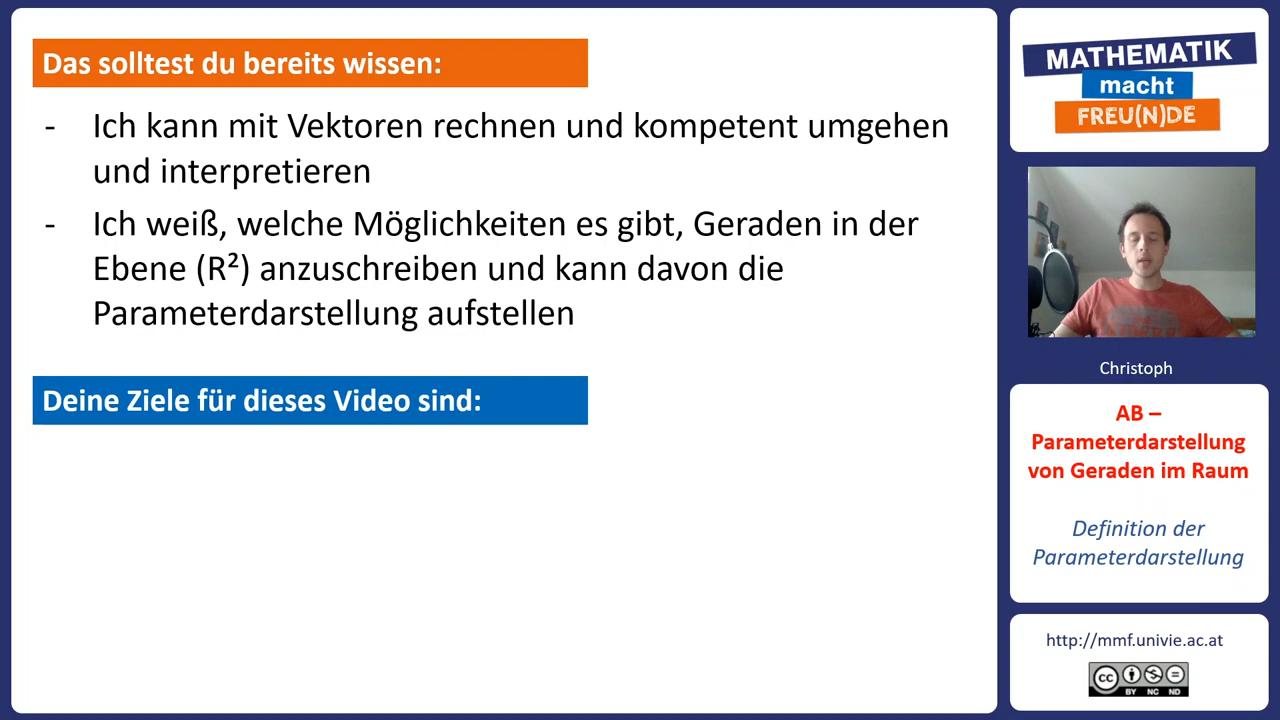 Das solltest du bereits wissen:
- Ich kann mit Vektoren rechnen und kompetent umgehen
und interpretieren
- Ich weiß, welche Möglichkeiten es gibt, Geraden in der
Ebene (R²) anzuschreiben und kann davon die
Parameterdarstellung aufstellen
Deine Ziele für dieses Video sind:
MATHEMATIK
macht
FREU(N)DE
Christoph
AB –
Parameterdarstellung
von Geraden im Raum
Definition der
Parameterdarstellung
http://mmf.univie.ac.at
cc
BY NC ND